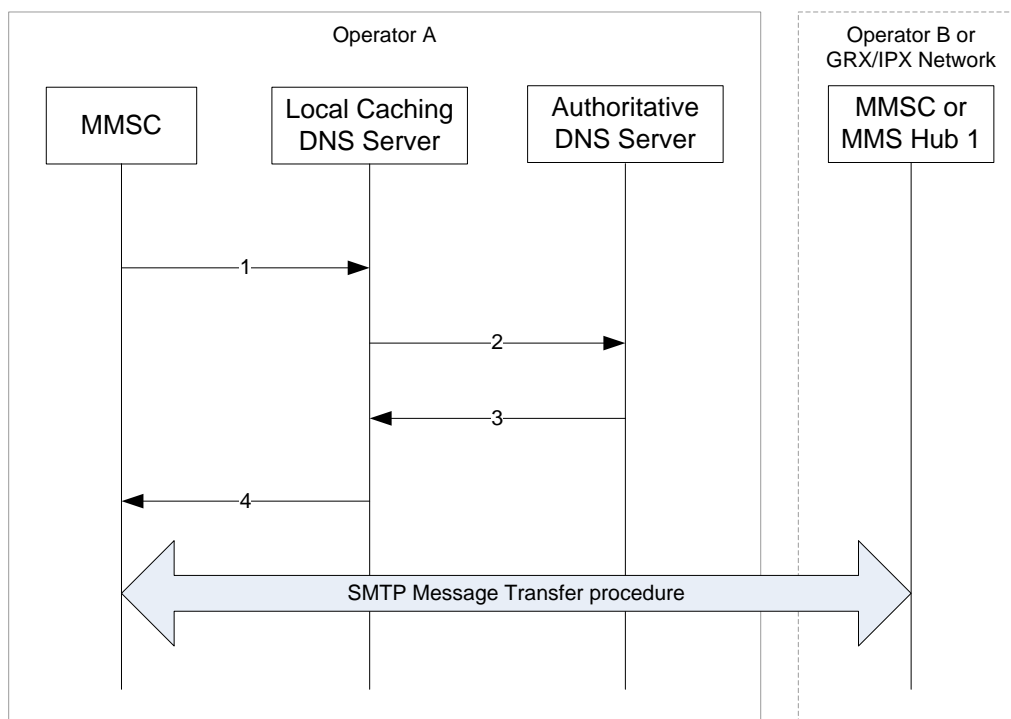 Operator A
Operator B or
GRX/IPX Network
MMSC
Local Caching
DNS Server
Authoritative
DNS Server
MMSC or
MMS Hub 1
1
2
3
4
SMTP Message Transfer procedure